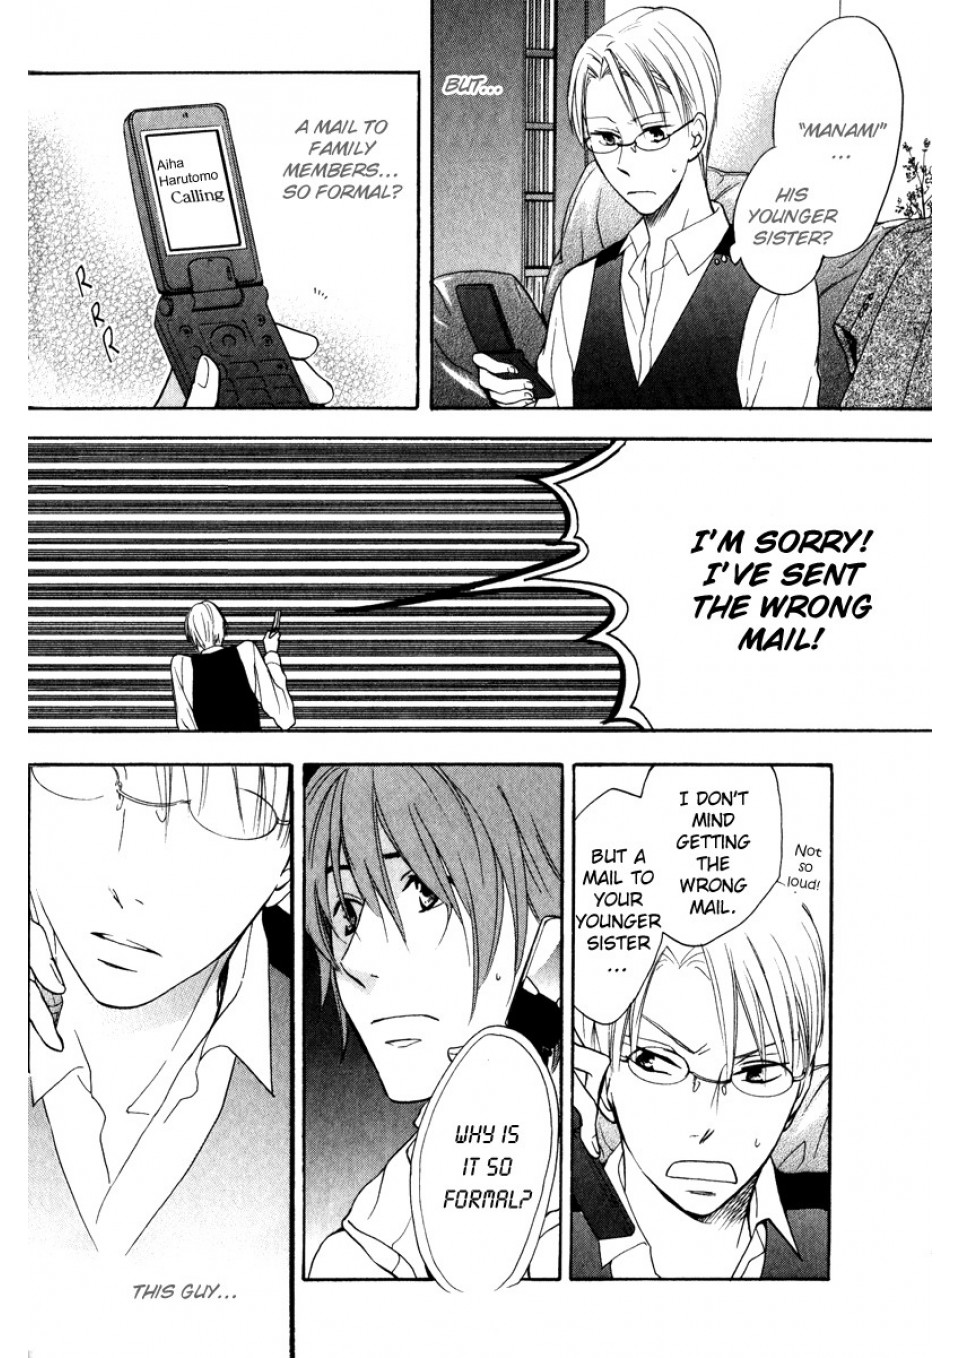 "MANAMI"
...
HIS
YOUNGER
SISTER?
BUT...
A MAIL TO
FAMILY
MEMBERS...
SO FORMAL?
Aiha
Harutomo
Calling
R
R
R
I'M SORRY!
I'VE SENT
THE WRONG
MAIL!
I DON'T
MIND
GETTING
THE
WRONG
MAIL.
Not
so
loud!
BUT A
MAIL TO
YOUR
YOUNGER
SISTER
...
WHY IS
IT SO
FORMAL?
THIS GUY...